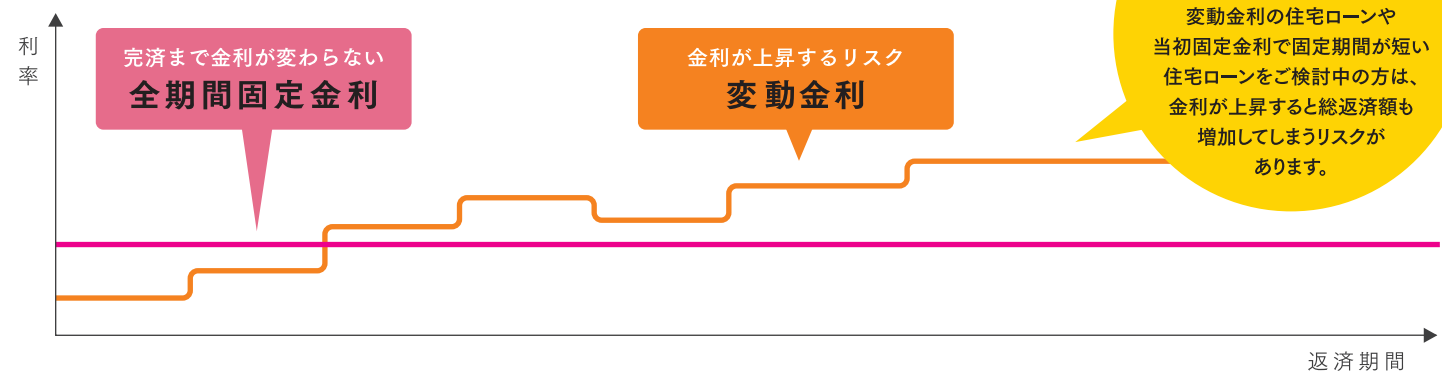 利率
完済まで金利が変わらない
全期間固定金利
金利が上昇するリスク
変動金利
変動金利の住宅ローンや
当初固定金利で固定期間が短い
住宅ローンをご検討中の方は、
金利が上昇すると総返済額も
増加してしまうリスクが
あります。
返済期間